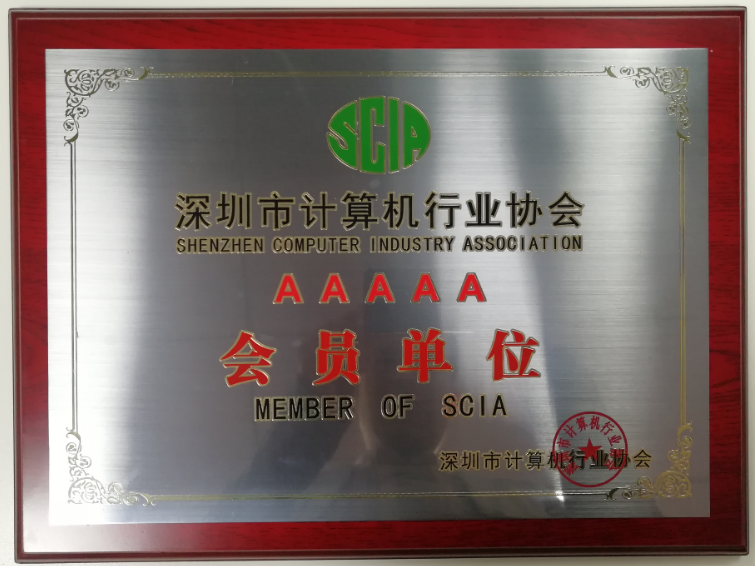 SCIA
深圳市计算机行业协会
SHENZHEN COMPUTER INDUSTRY ASSOCIATION
AAAAA
会员单位
MEMBER OF SCIA
深圳市计算机行业协会